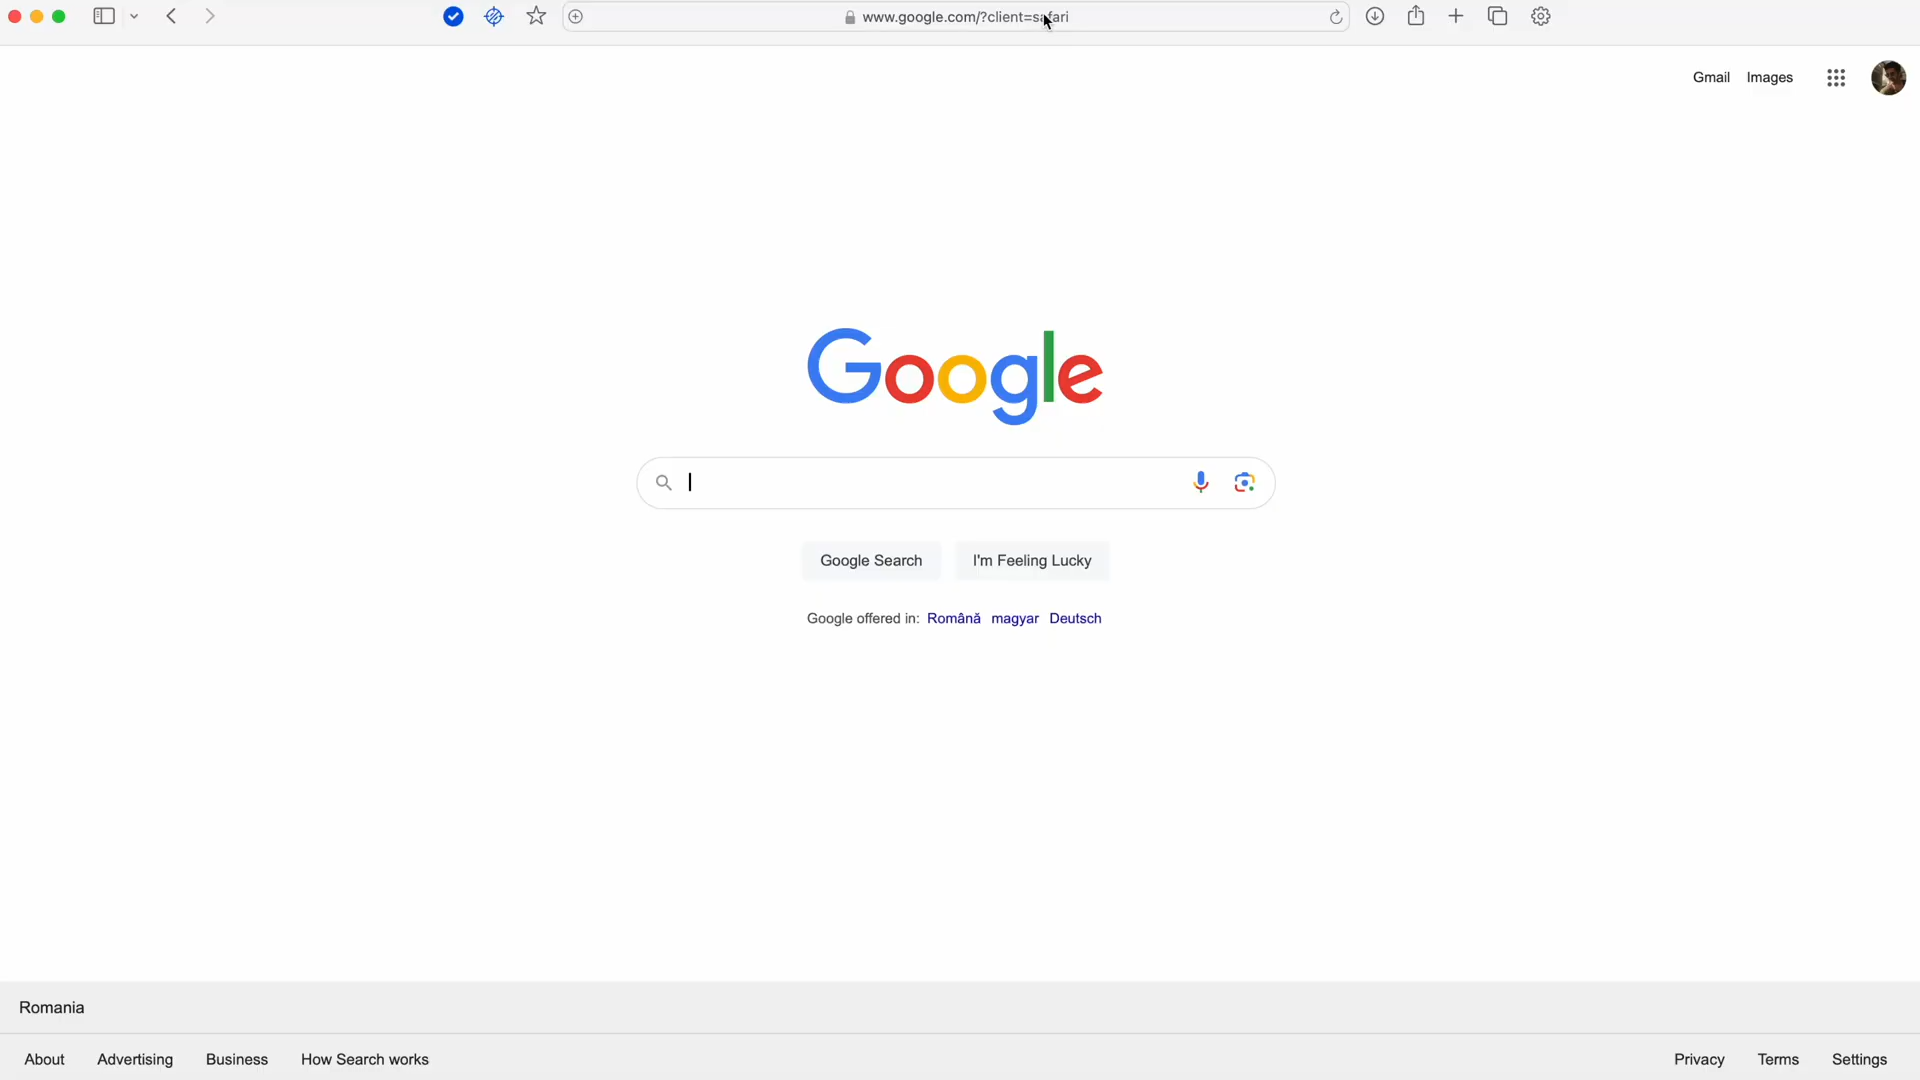 www.google.com/?client=safari
Gmail Images
Google
Google Search I'm Feeling Lucky
Google offered in: Română magyar Deutsch
Romania
About Advertising Business How Search works Privacy Terms Settings